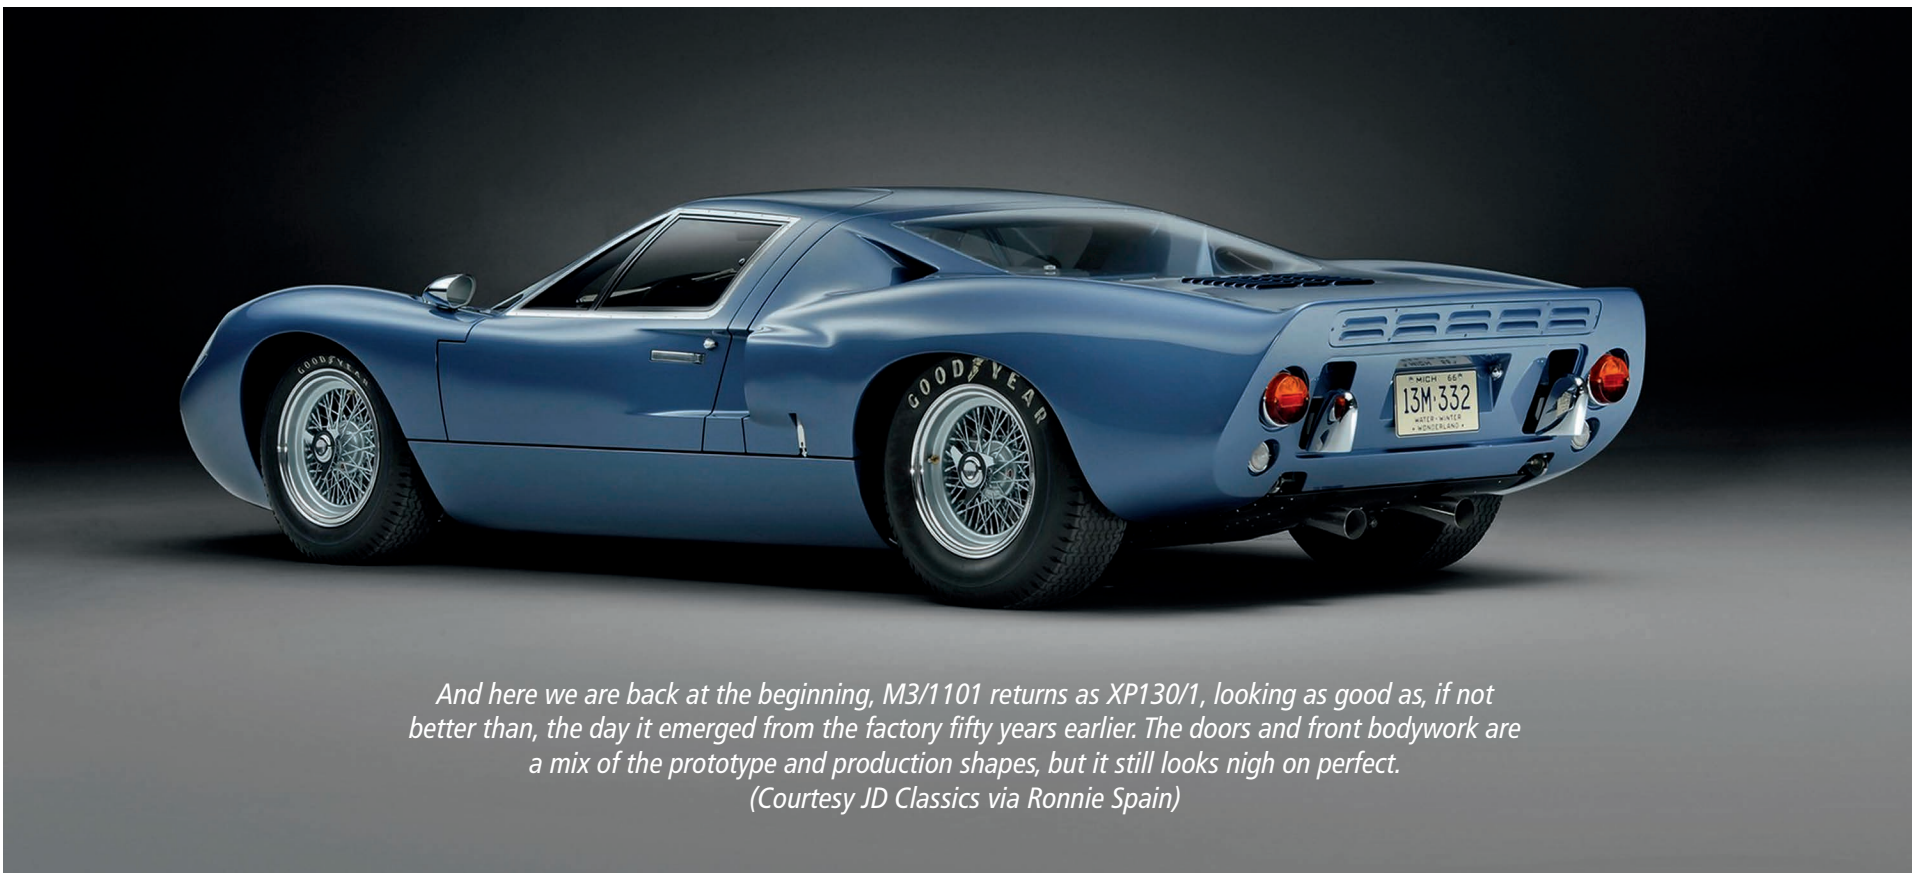 GOODYEAR
GOODYEAR
MICH 66
13M·332
WATER-WINTER
WONDERLAND
And here we are back at the beginning, M3/1101 returns as XP130/1, looking as good as, if not
better than, the day it emerged from the factory fifty years earlier. The doors and front bodywork are
a mix of the prototype and production shapes, but it still looks nigh on perfect.
(Courtesy JD Classics via Ronnie Spain)